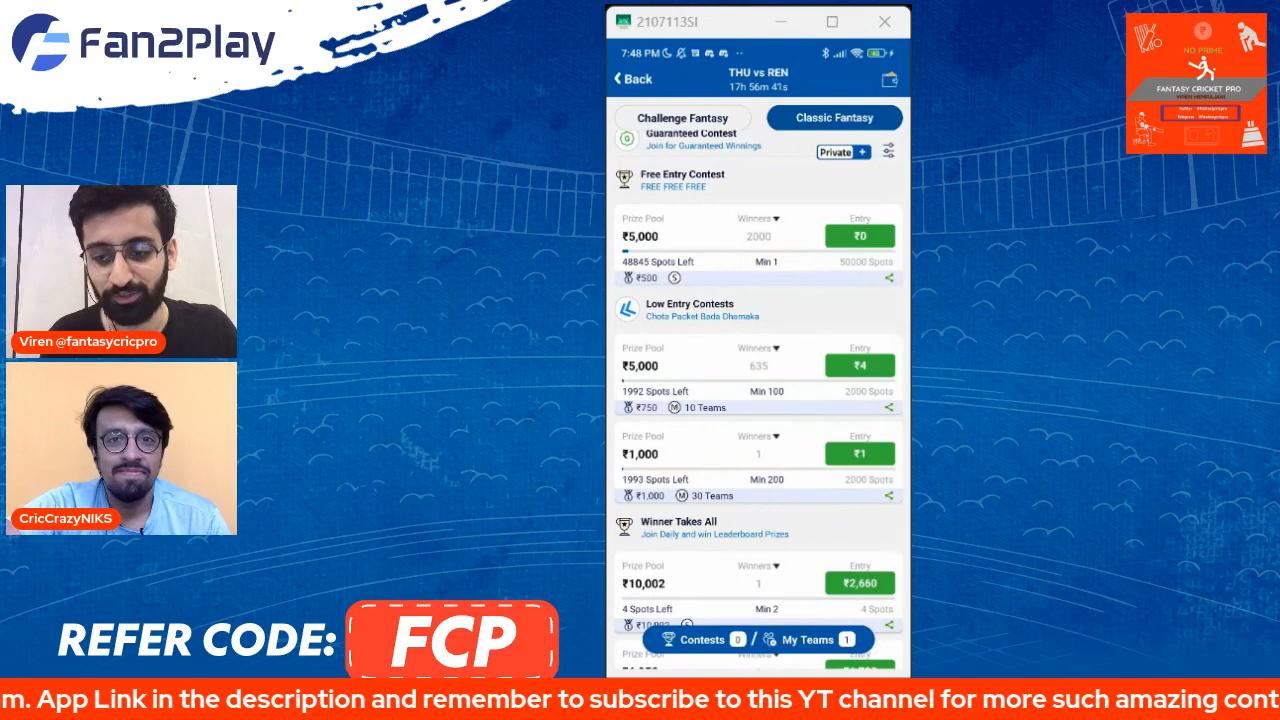 Fan2Play
Viren @fantasycricpro
CricCrazyNIKS
REFER CODE:
FCP
2107113SI
7:48 PM
Back
THU vs REN
17h 56m 41s
Challenge Fantasy
Classic Fantasy
Guaranteed Contest
Join for Guaranteed Winnings
Private +
Free Entry Contest
FREE FREE FREE
Prize Pool Winners Entry
₹5,000 2000 ₹0
48845 Spots Left Min 1 50000 Spots
₹500 S
Low Entry Contests
Chota Packet Bada Dhamaka
Prize Pool Winners Entry
₹5,000 635 ₹4
1992 Spots Left Min 100 2000 Spots
₹750 M 10 Teams
Prize Pool Winners Entry
₹1,000 1 ₹1
1993 Spots Left Min 200 2000 Spots
₹1,000 M 30 Teams
Winner Takes All
Join Daily and win Leaderboard Prizes
Prize Pool Winners Entry
₹10,002 1 ₹2,660
4 Spots Left Min 2 4 Spots
Contests 0 / My Teams 1
Prize Pool Winners Entry
NO PRIME
FANTASY CRICKET PRO
m. App Link in the description and remember to subscribe to this YT channel for more such amazing cont